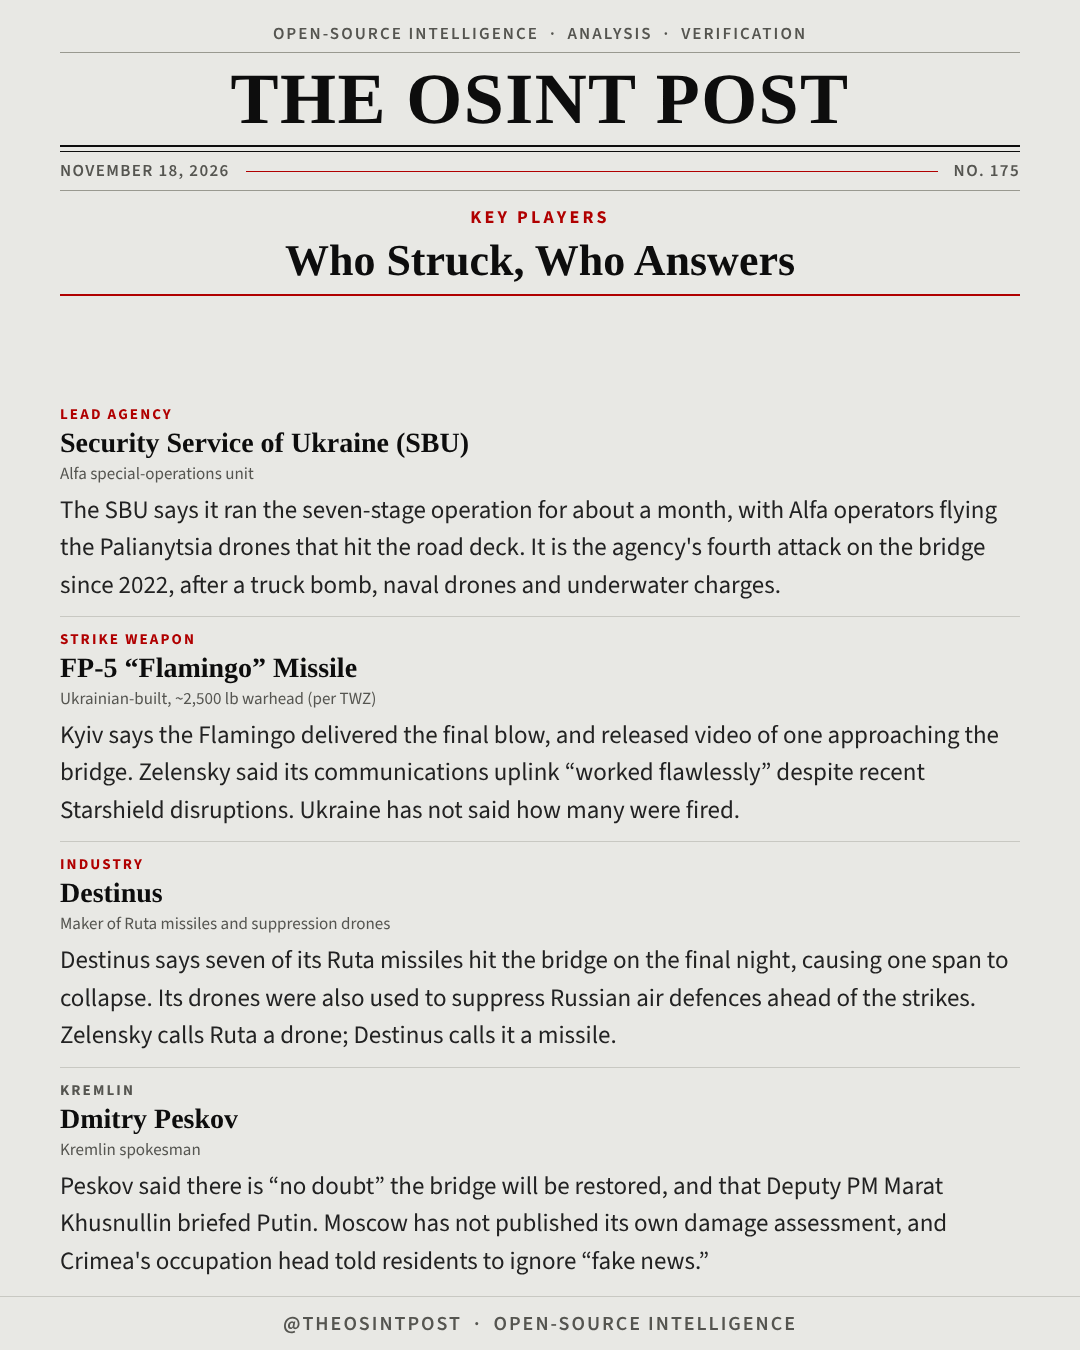 OPEN-SOURCE INTELLIGENCE · ANALYSIS · VERIFICATION
THE OSINT POST
NOVEMBER 18, 2026
NO. 175
KEY PLAYERS
Who Struck, Who Answers
LEAD AGENCY
Security Service of Ukraine (SBU)
Alfa special-operations unit
The SBU says it ran the seven-stage operation for about a month, with Alfa operators flying
the Palianytsia drones that hit the road deck. It is the agency's fourth attack on the bridge
since 2022, after a truck bomb, naval drones and underwater charges.
STRIKE WEAPON
FP-5 “Flamingo” Missile
Ukrainian-built, ~2,500 lb warhead (per TWZ)
Kyiv says the Flamingo delivered the final blow, and released video of one approaching the
bridge. Zelensky said its communications uplink “worked flawlessly” despite recent
Starshield disruptions. Ukraine has not said how many were fired.
INDUSTRY
Destinus
Maker of Ruta missiles and suppression drones
Destinus says seven of its Ruta missiles hit the bridge on the final night, causing one span to
collapse. Its drones were also used to suppress Russian air defences ahead of the strikes.
Zelensky calls Ruta a drone; Destinus calls it a missile.
KREMLIN
Dmitry Peskov
Kremlin spokesman
Peskov said there is “no doubt” the bridge will be restored, and that Deputy PM Marat
Khusnullin briefed Putin. Moscow has not published its own damage assessment, and
Crimea's occupation head told residents to ignore “fake news.”
@THEOSINTPOST · OPEN-SOURCE INTELLIGENCE